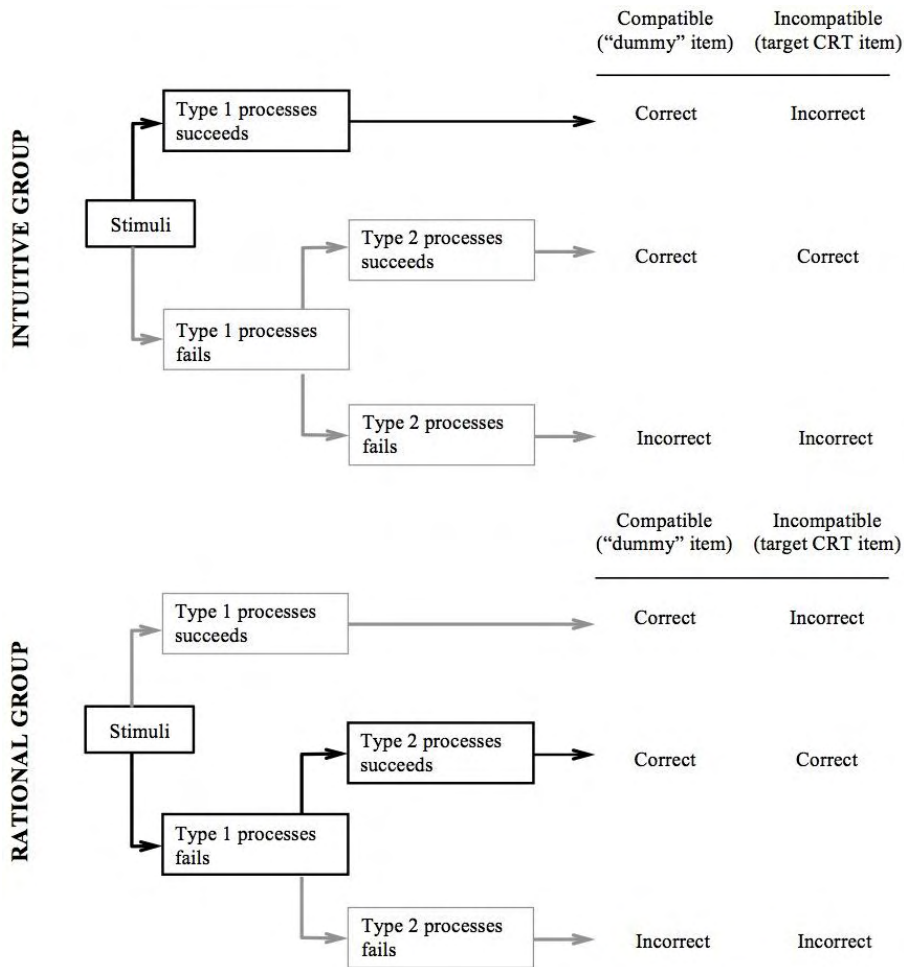 Compatible
("dummy" item)
Incompatible
(target CRT item)
INTUITIVE GROUP
Type 1 processes
succeeds
Correct
Incorrect
Stimuli
Type 2 processes
succeeds
Correct
Correct
Type 1 processes
fails
Type 2 processes
fails
Incorrect
Incorrect
Compatible
("dummy" item)
Incompatible
(target CRT item)
RATIONAL GROUP
Type 1 processes
succeeds
Correct
Incorrect
Stimuli
Type 2 processes
succeeds
Correct
Correct
Type 1 processes
fails
Type 2 processes
fails
Incorrect
Incorrect